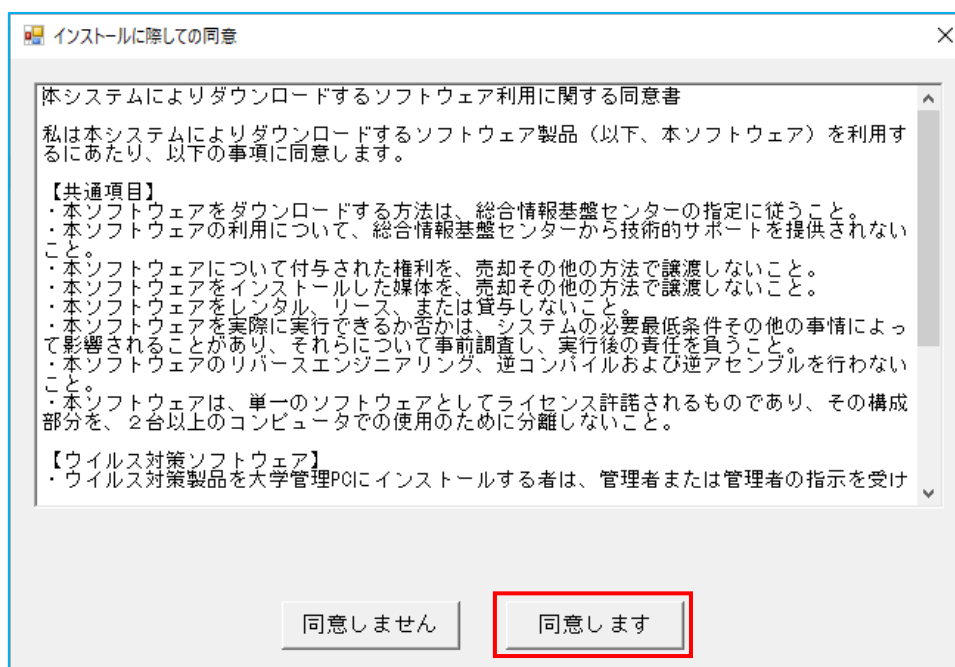 インストールに際しての同意
本システムによりダウンロードするソフトウェア利用に関する同意書
私は本システムによりダウンロードするソフトウェア製品（以下、本ソフトウェア）を利用す
るにあたり、以下の事項に同意します。
【共通項目】
・本ソフトウェアをダウンロードする方法は、総合情報基盤センターの指定に従うこと。
・本ソフトウェアの利用について、総合情報基盤センターから技術的サポートを提供されない
こと。
・本ソフトウェアについて付与された権利を、売却その他の方法で譲渡しないこと。
・本ソフトウェアをインストールした媒体を、売却その他の方法で譲渡しないこと。
・本ソフトウェアをレンタル、リース、または貸与しないこと。
・本ソフトウェアを実際に実行できるか否かは、システムの必要最低条件その他の事情によっ
て影響されることがあり、それらについて事前調査し、実行後の責任を負うこと。
・本ソフトウェアのリバースエンジニアリング、逆コンパイルおよび逆アセンブルを行わない
こと。
・本ソフトウェアは、単一のソフトウェアとしてライセンス許諾されるものであり、その構成
部分を、２台以上のコンピュータでの使用のために分離しないこと。
【ウイルス対策ソフトウェア】
・ウイルス対策製品を大学管理PCにインストールする者は、管理者または管理者の指示を受け
同意しません
同意します